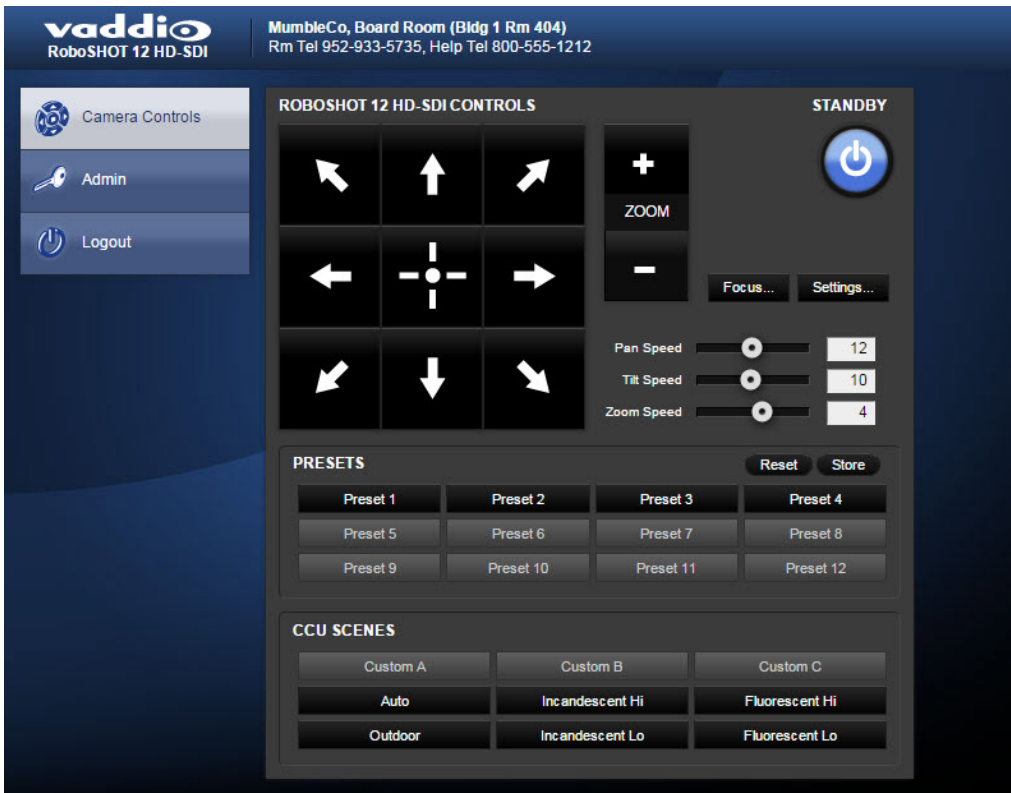 vaddio
RoboSHOT 12 HD-SDI
MumbleCo, Board Room (Bldg 1 Rm 404)
Rm Tel 952-933-5735, Help Tel 800-555-1212
Camera Controls
Admin
Logout
ROBOSHOT 12 HD-SDI CONTROLS
STANDBY
+
ZOOM
-
Focus...
Settings...
Pan Speed 12
Tilt Speed 10
Zoom Speed 4
PRESETS
Reset Store
Preset 1 Preset 2 Preset 3 Preset 4
Preset 5 Preset 6 Preset 7 Preset 8
Preset 9 Preset 10 Preset 11 Preset 12
CCU SCENES
Custom A Custom B Custom C
Auto Incandescent Hi Fluorescent Hi
Outdoor Incandescent Lo Fluorescent Lo